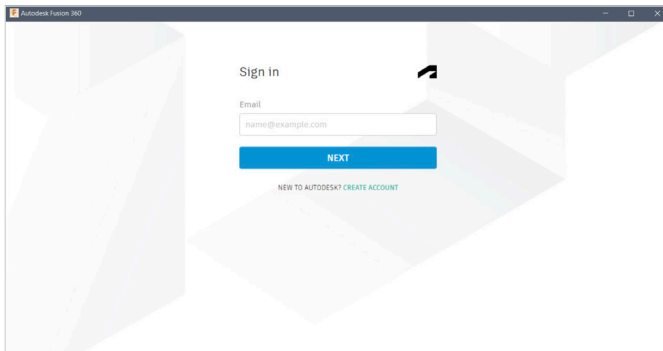 Autodesk Fusion 360
Sign in
Email
name@example.com
NEXT
NEW TO AUTODESK? CREATE ACCOUNT